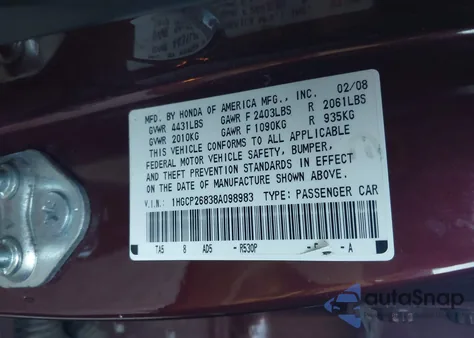 MFD. BY HONDA OF AMERICA MFG., INC. 02/08
GVWR 4431LBS GAWR F 2403LBS R 2061LBS
GVWR 2010KG GAWR F 1090KG R 935KG
THIS VEHICLE CONFORMS TO ALL APPLICABLE
FEDERAL MOTOR VEHICLE SAFETY, BUMPER,
AND THEFT PREVENTION STANDARDS IN EFFECT
ON THE DATE OF MANUFACTURE SHOWN ABOVE.
V.I.N.: 1HGCP26838A098983 TYPE: PASSENGER CAR
TA5 8 AD5 - R530P - A
autoSnap